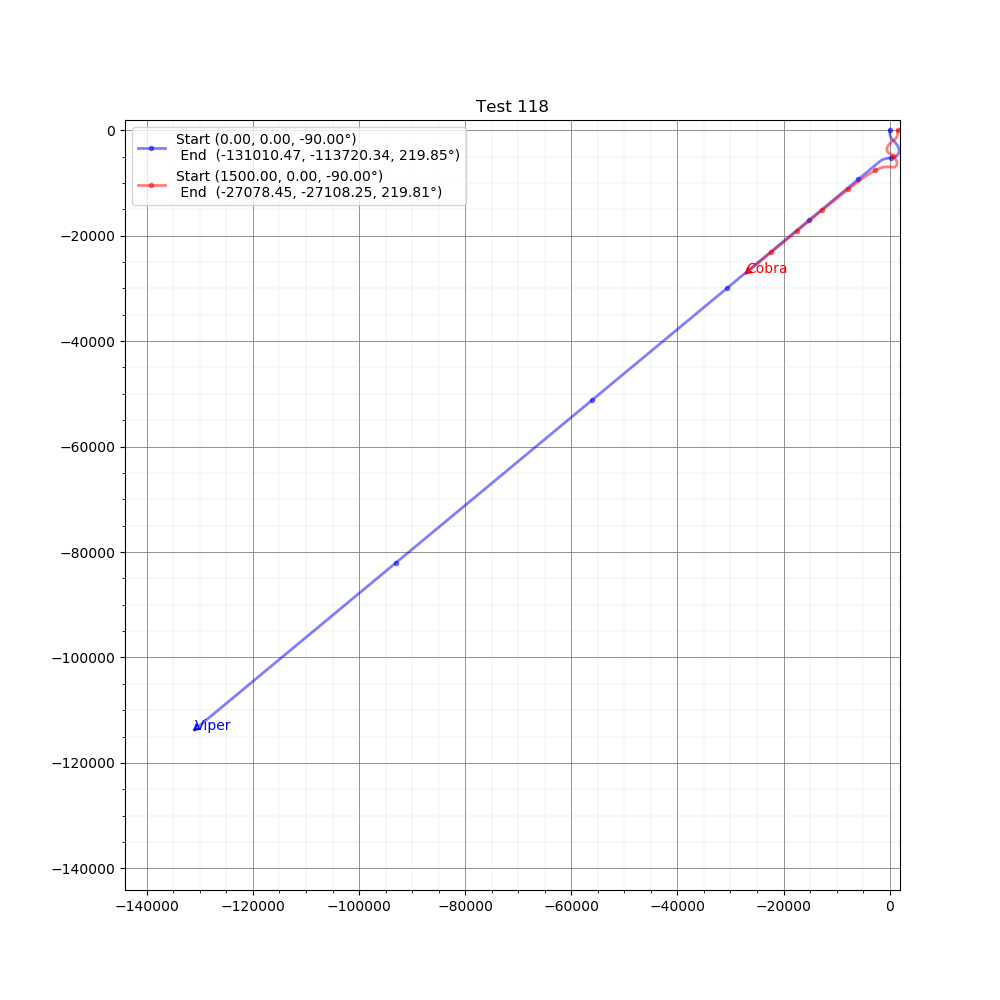 Test 118
Start (0.00, 0.00, -90.00°)
End (-131010.47, -113720.34, 219.85°)
Start (1500.00, 0.00, -90.00°)
End (-27078.45, -27108.25, 219.81°)
0
−20000
−40000
−60000
−80000
−100000
−120000
−140000
Cobra
Viper
−140000
−120000
−100000
−80000
−60000
−40000
−20000
0